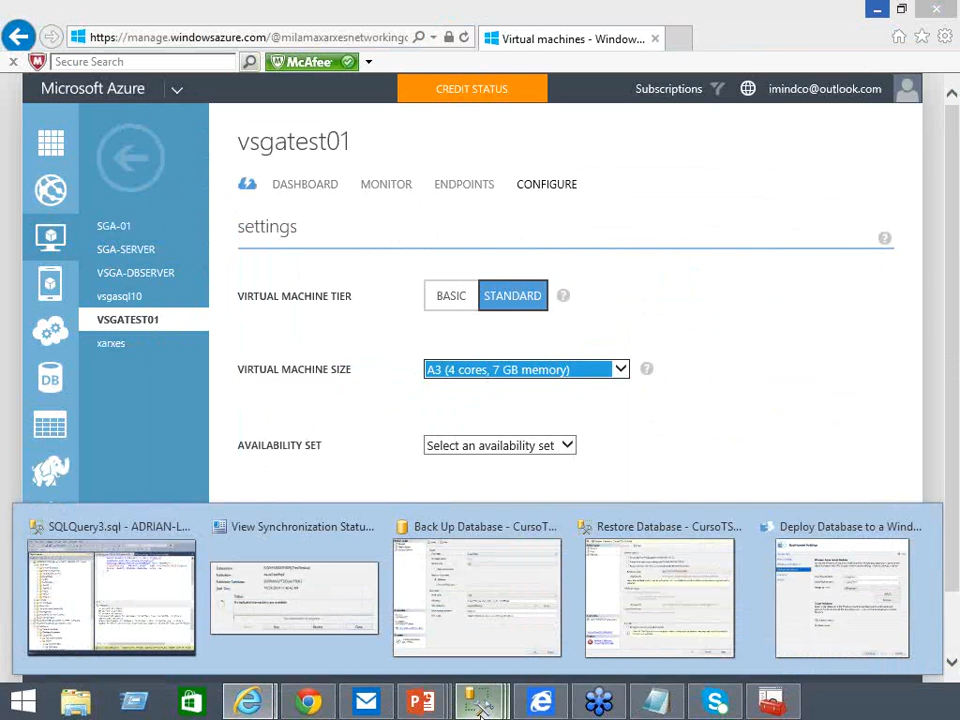 https://manage.windowsazure.com/@milamaxarxesnetworkingc
Virtual machines - Window...
Secure Search
McAfee
Microsoft Azure
CREDIT STATUS
Subscriptions
imindco@outlook.com
vsgatest01
DASHBOARD MONITOR ENDPOINTS CONFIGURE
settings
SGA-01
SGA-SERVER
VSGA-DBSERVER
vsgasql10
VSGATEST01
xarxes
VIRTUAL MACHINE TIER BASIC STANDARD
VIRTUAL MACHINE SIZE A3 (4 cores, 7 GB memory)
AVAILABILITY SET Select an availability set
DB
SQLQuery3.sql - ADRIAN-L...
View Synchronization Statu...
Back Up Database - CursoT...
Restore Database - CursoTS...
Deploy Database to a Wind...